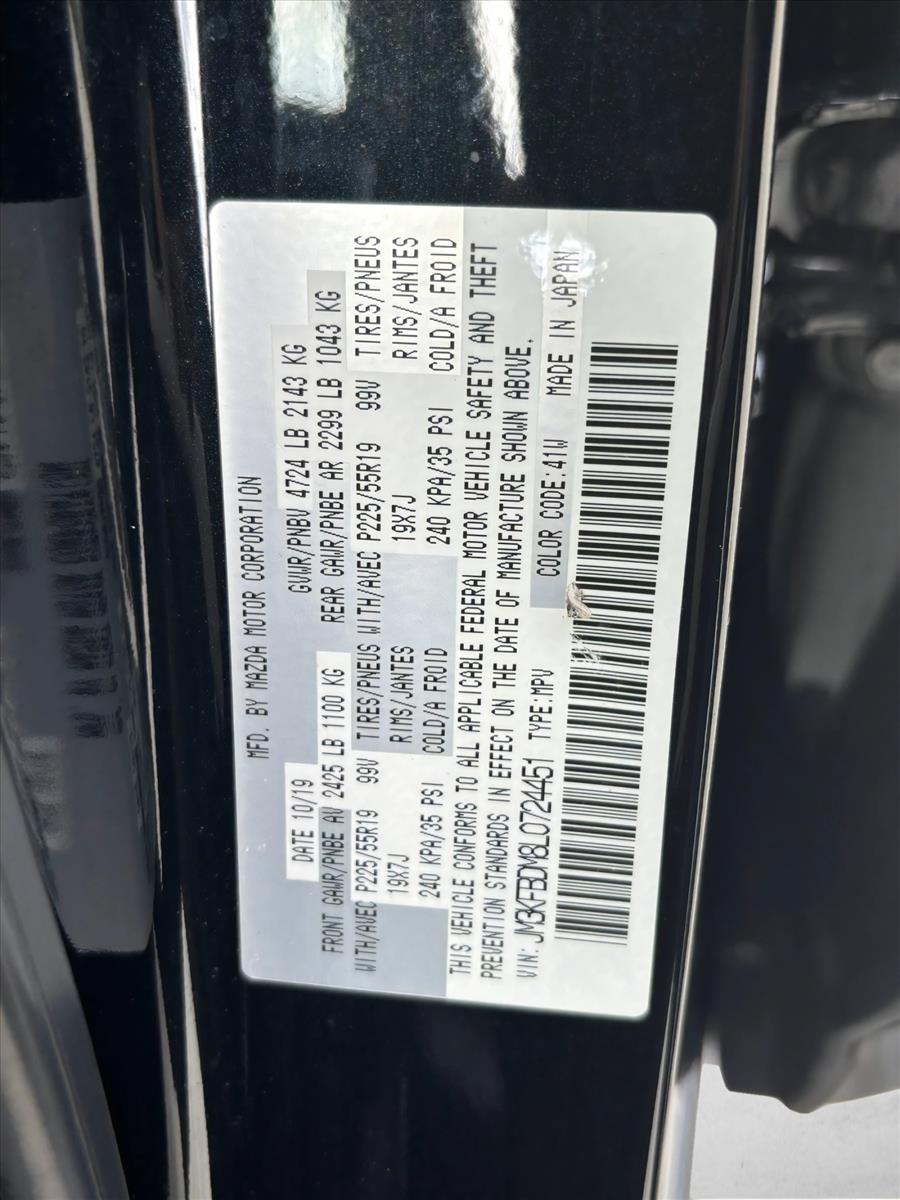 MFD. BY MAZDA MOTOR CORPORATION
DATE 10/19 GVWR/PNBV 4724 LB 2143 KG
FRONT GAWR/PNBE AV 2425 LB 1100 KG REAR GAWR/PNBE AR 2299 LB 1043 KG
WITH/AVEC P225/55R19 99V TIRES/PNEUS WITH/AVEC P225/55R19 99V TIRES/PNEUS
19X7J RIMS/JANTES 19X7J RIMS/JANTES
240 KPA/35 PSI COLD/A FROID 240 KPA/35 PSI COLD/A FROID
THIS VEHICLE CONFORMS TO ALL APPLICABLE FEDERAL MOTOR VEHICLE SAFETY AND THEFT
PREVENTION STANDARDS IN EFFECT ON THE DATE OF MANUFACTURE SHOWN ABOVE.
VIN: JM3KFBDM8L0724451 TYPE:MPV COLOR CODE:41W MADE IN JAPAN